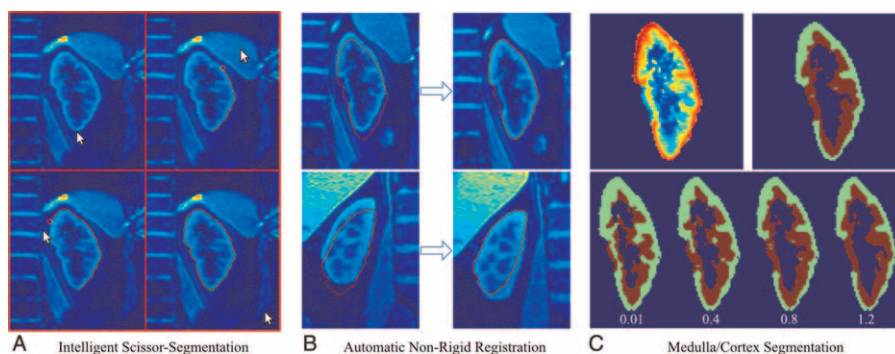 0.01 0.4 0.8 1.2
A Intelligent Scissor-Segmentation B Automatic Non-Rigid Registration C Medulla/Cortex Segmentation